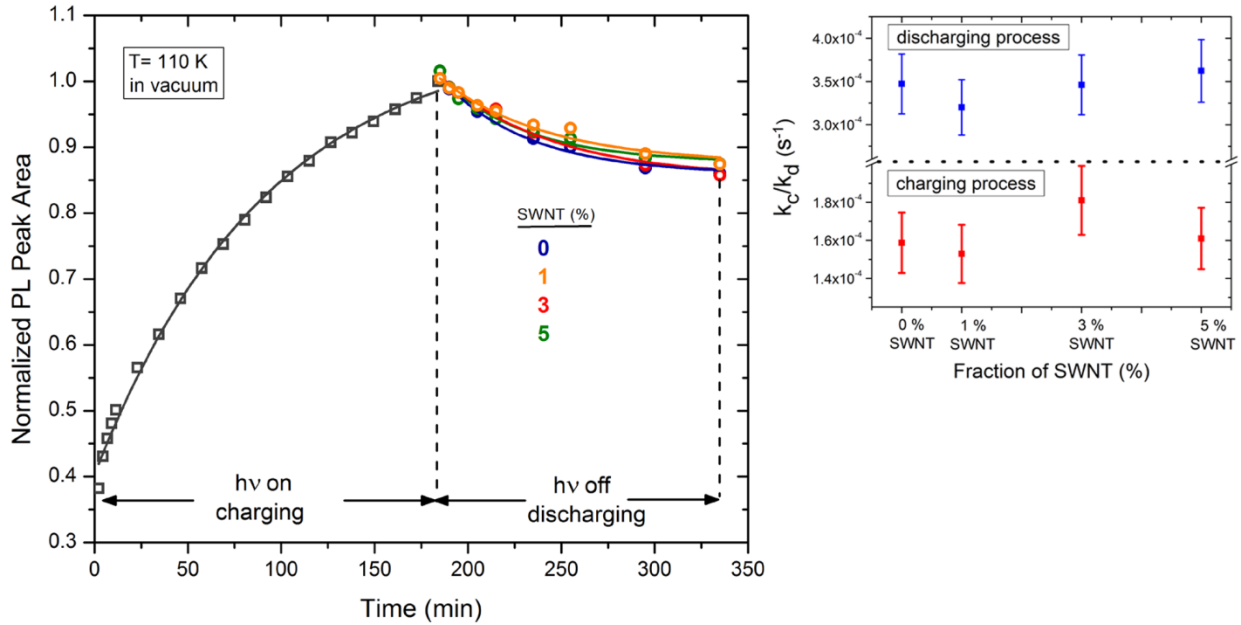 1.1
1.0
0.9
0.8
0.7
0.6
0.5
0.4
0.3
Normalized PL Peak Area
T= 110 K
in vacuum
SWNT (%)
0
1
3
5
hν on
charging
hν off
discharging
0 50 100 150 200 250 300 350
Time (min)
discharging process
4.0x10⁻⁴
3.5x10⁻⁴
3.0x10⁻⁴
charging process
1.8x10⁻⁴
1.6x10⁻⁴
1.4x10⁻⁴
k_C/k_d (s⁻¹)
0 % 1 % 3 % 5 %
SWNT SWNT SWNT SWNT
Fraction of SWNT (%)